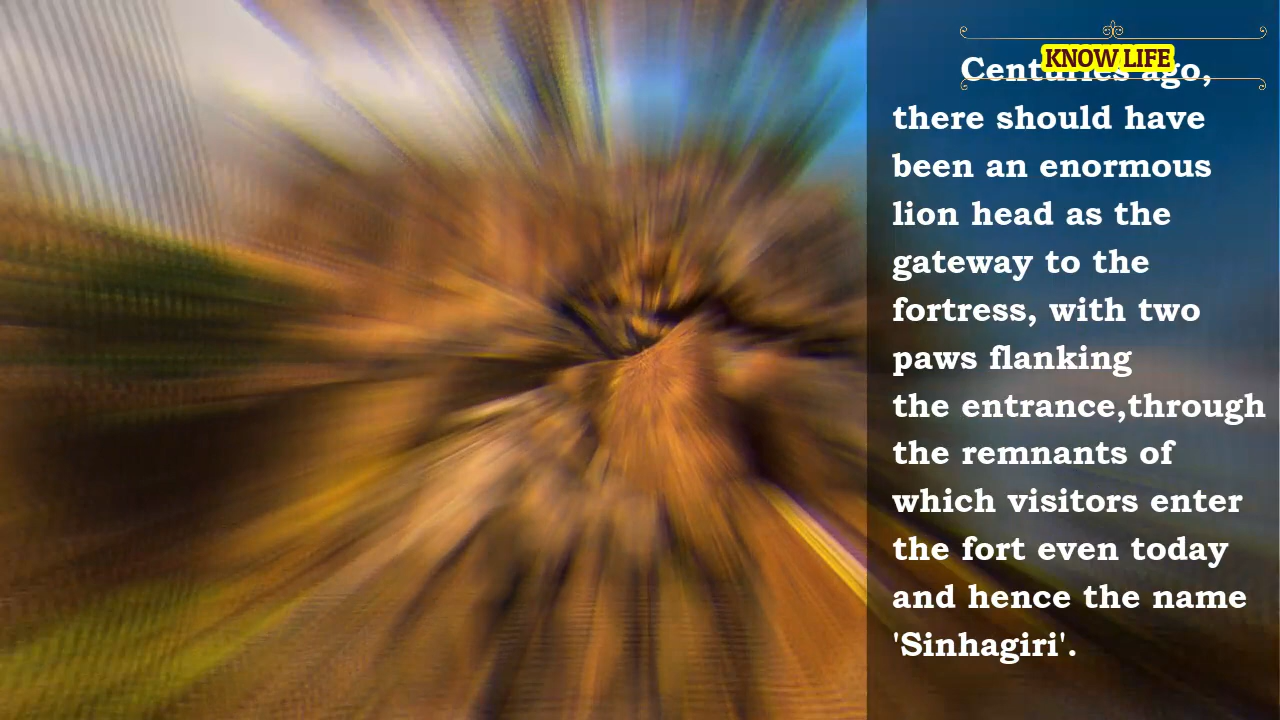 KNOW LIFE
Centuries ago,
there should have
been an enormous
lion head as the
gateway to the
fortress, with two
paws flanking
the entrance,through
the remnants of
which visitors enter
the fort even today
and hence the name
'Sinhagiri'.